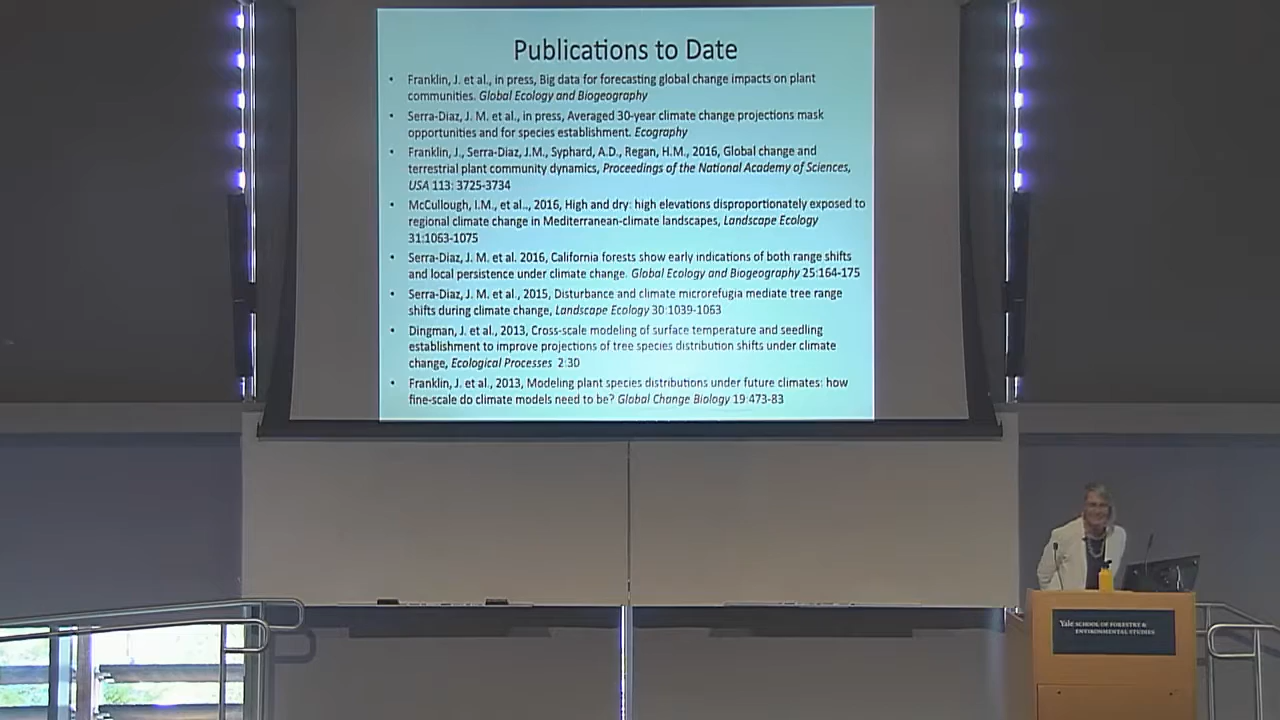 Publications to Date
• Franklin, J. et al., in press, Big data for forecasting global change impacts on plant
communities. Global Ecology and Biogeography
• Serra-Diaz, J. M. et al., in press, Averaged 30-year climate change projections mask
opportunities and for species establishment. Ecography
• Franklin, J., Serra-Diaz, J.M., Syphard, A.D., Regan, H.M., 2016, Global change and
terrestrial plant community dynamics, Proceedings of the National Academy of Sciences,
USA 113: 3725-3734
• McCullough, I.M., et al.., 2016, High and dry: high elevations disproportionately exposed to
regional climate change in Mediterranean-climate landscapes, Landscape Ecology
31:1063-1075
• Serra-Diaz, J. M. et al. 2016, California forests show early indications of both range shifts
and local persistence under climate change. Global Ecology and Biogeography 25:164-175
• Serra-Diaz, J. M. et al., 2015, Disturbance and climate microrefugia mediate tree range
shifts during climate change, Landscape Ecology 30:1039-1063
• Dingman, J. et al., 2013, Cross-scale modeling of surface temperature and seedling
establishment to improve projections of tree species distribution shifts under climate
change, Ecological Processes 2:30
• Franklin, J. et al., 2013, Modeling plant species distributions under future climates: how
fine-scale do climate models need to be? Global Change Biology 19:473-83
Yale SCHOOL OF FORESTRY &
ENVIRONMENTAL STUDIES